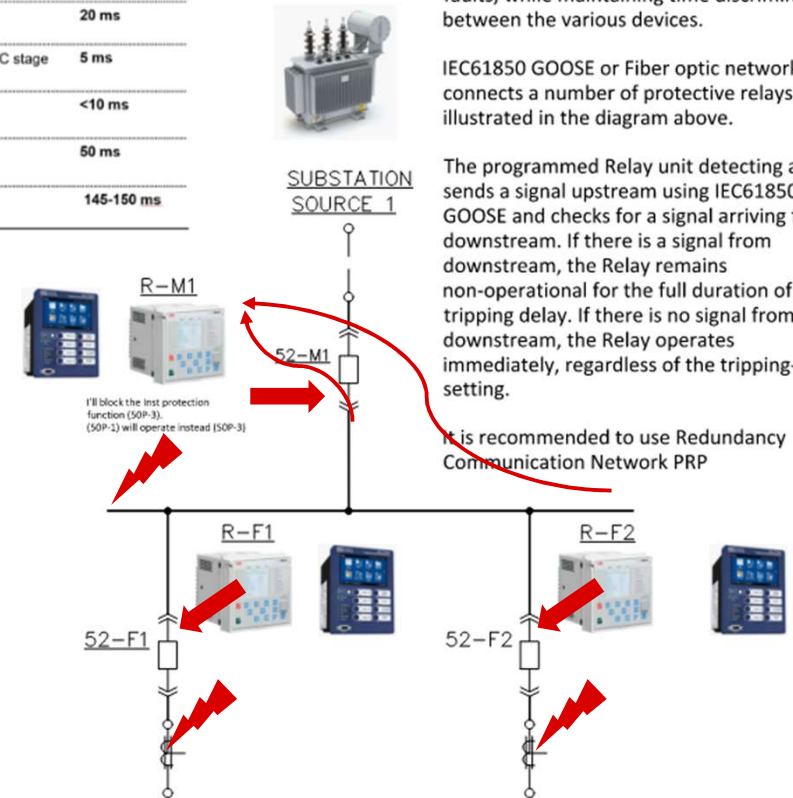 20 ms
C stage 5 ms
<10 ms
50 ms
145-150 ms
between the various devices.
IEC61850 GOOSE or Fiber optic network
connects a number of protective relays
illustrated in the diagram above.
The programmed Relay unit detecting a
sends a signal upstream using IEC61850
GOOSE and checks for a signal arriving
downstream. If there is a signal from
downstream, the Relay remains
non-operational for the full duration of
tripping delay. If there is no signal from
downstream, the Relay operates
immediately, regardless of the tripping-
setting.
It is recommended to use Redundancy
Communication Network PRP
SUBSTATION
SOURCE 1
R-M1
52-M1
I'll block the Inst protection
function (50P-3).
(50P-1) will operate instead (50P-3)
R-F1
R-F2
52-F1
52-F2